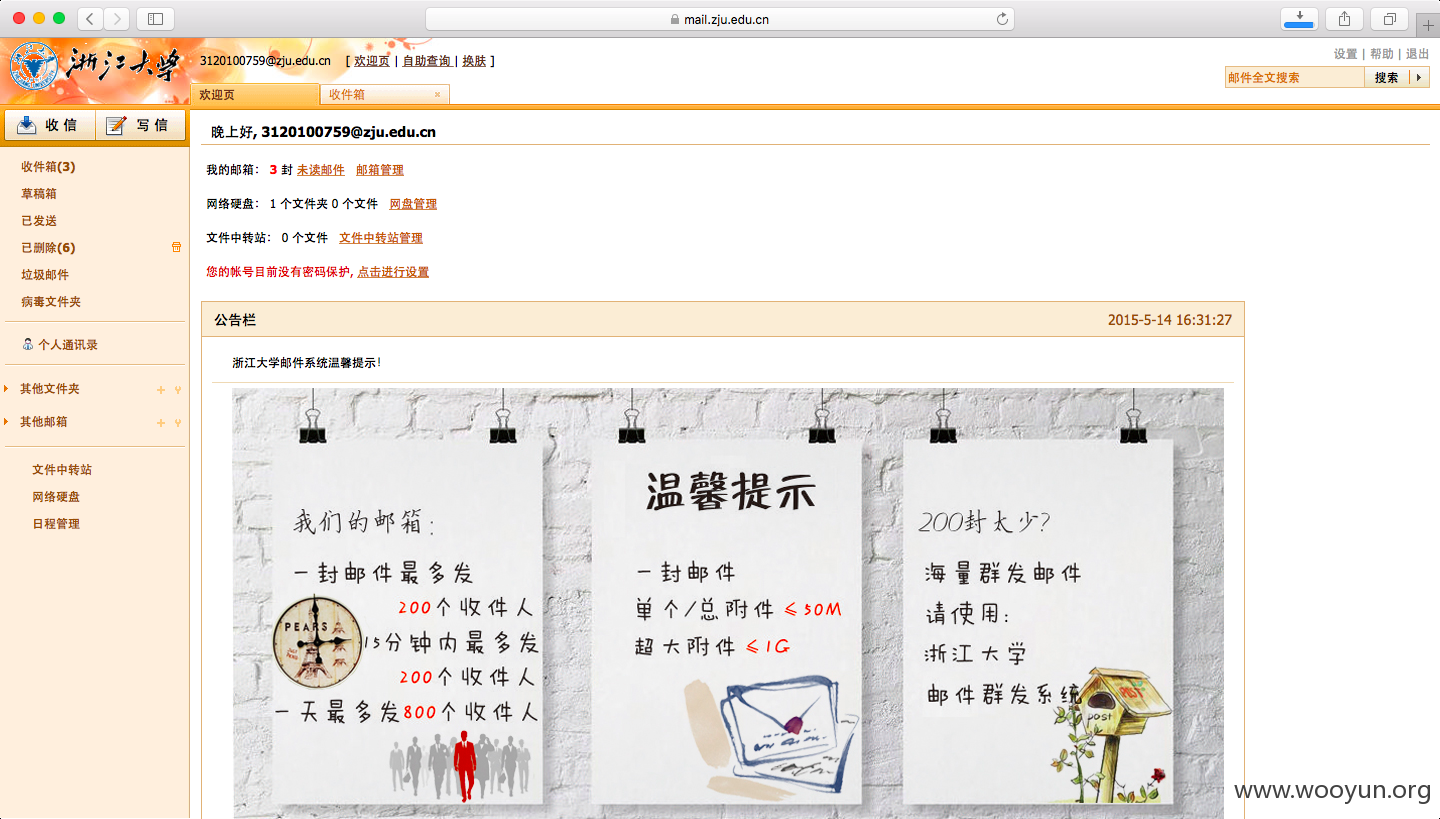 mail.zju.edu.cn
浙江大学
3120100759@zju.edu.cn [ 欢迎页 | 自助查询 | 换肤 ]
设置 | 帮助 | 退出
邮件全文搜索 搜索
欢迎页 收件箱 ×
收信 写信
收件箱(3)
草稿箱
已发送
已删除(6)
垃圾邮件
病毒文件夹
个人通讯录
其他文件夹
其他邮箱
文件中转站
网络硬盘
日程管理
晚上好, 3120100759@zju.edu.cn
我的邮箱: 3 封 未读邮件 邮箱管理
网络硬盘: 1 个文件夹 0 个文件 网盘管理
文件中转站: 0 个文件 文件中转站管理
您的帐号目前没有密码保护, 点击进行设置
公告栏 2015-5-14 16:31:27
浙江大学邮件系统温馨提示!
我们的邮箱:
一封邮件最多发
200个收件人
15分钟内最多发
200个收件人
一天最多发800个收件人
PEARS
温馨提示
一封邮件
单个/总附件 ≤50M
超大附件 ≤1G
200封太少?
海量群发邮件
请使用:
浙江大学
邮件群发系统
POST
post
www.wooyun.org